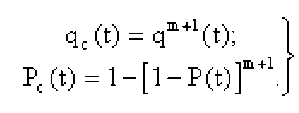 q_c (t) = q^{m+1}(t);
P_c (t) = 1 − [1 − P(t)]^{m+1}.